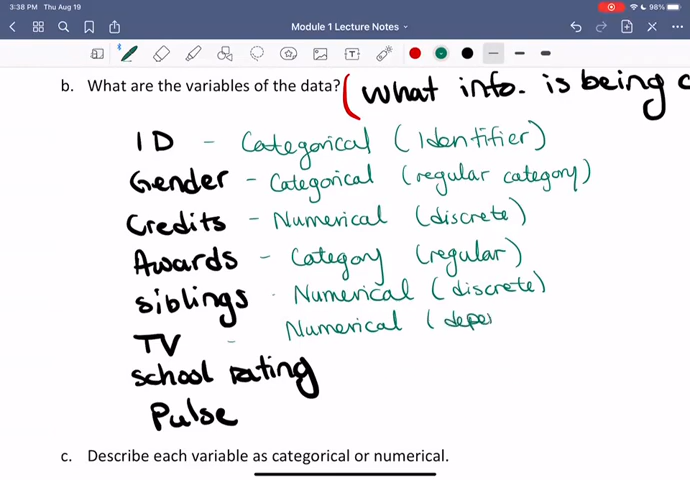 3:38 PM Thu Aug 19
98%
Module 1 Lecture Notes
b. What are the variables of the data? (What info. is being c
ID - Categorical (Identifier)
Gender - Categorical (regular category)
Credits - Numerical (discrete)
Awards - Category (regular)
siblings - Numerical (discrete)
TV - Numerical (depe
school rating
Pulse
c. Describe each variable as categorical or numerical.